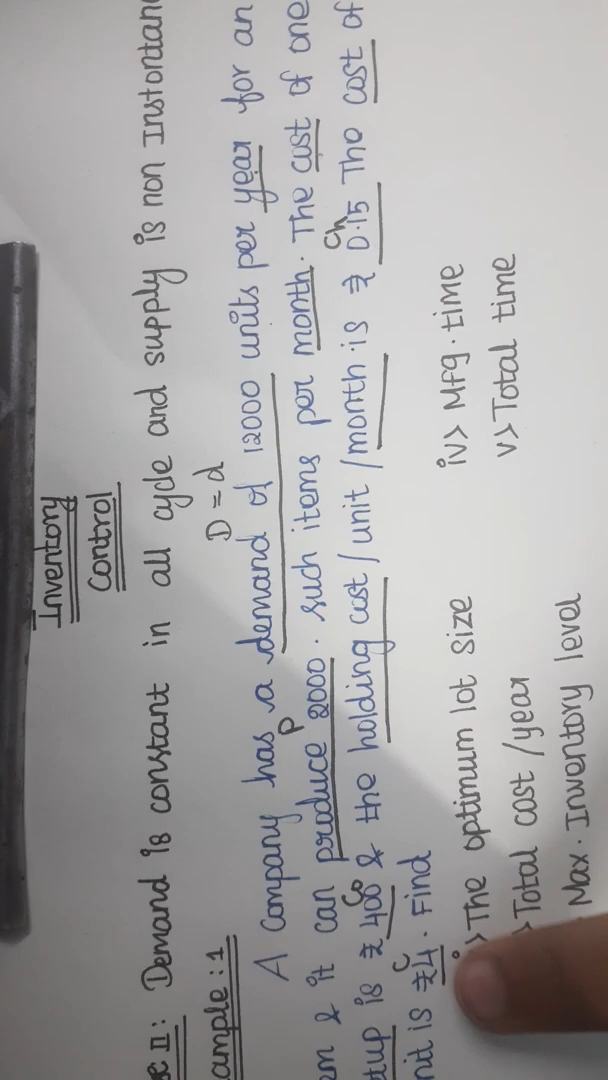 Inventory
Control
II: Demand is constant in all cycle and supply is non
ample: 1
D = d
A Company has a demand of 12000 units per year for an
P
& it can produce 2000. such items per month. The cost of one
Co
Ch
tup is ₹ 400 & the holding cost / unit / month is ₹ 0.15 The cost of
C
nit is ₹4. Find
i> The optimum lot size
iv> Mfg. time
> Total cost /year
v> Total time
Max. Inventory level